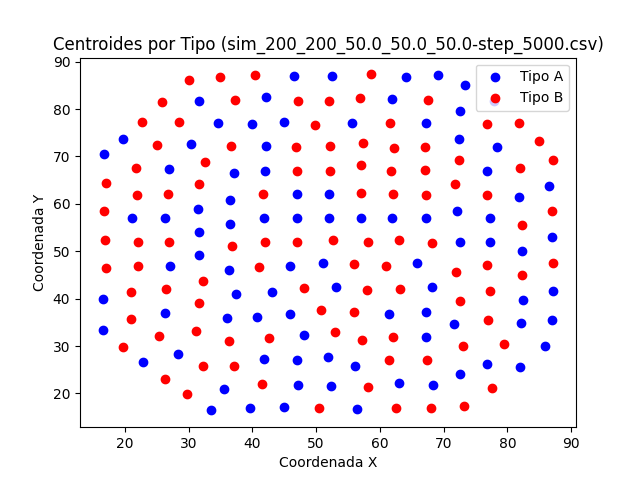 Centroides por Tipo (sim_200_200_50.0_50.0_50.0-step_5000.csv)
Tipo A
Tipo B
Coordenada Y
90
80
70
60
50
40
30
20
20 30 40 50 60 70 80 90
Coordenada X